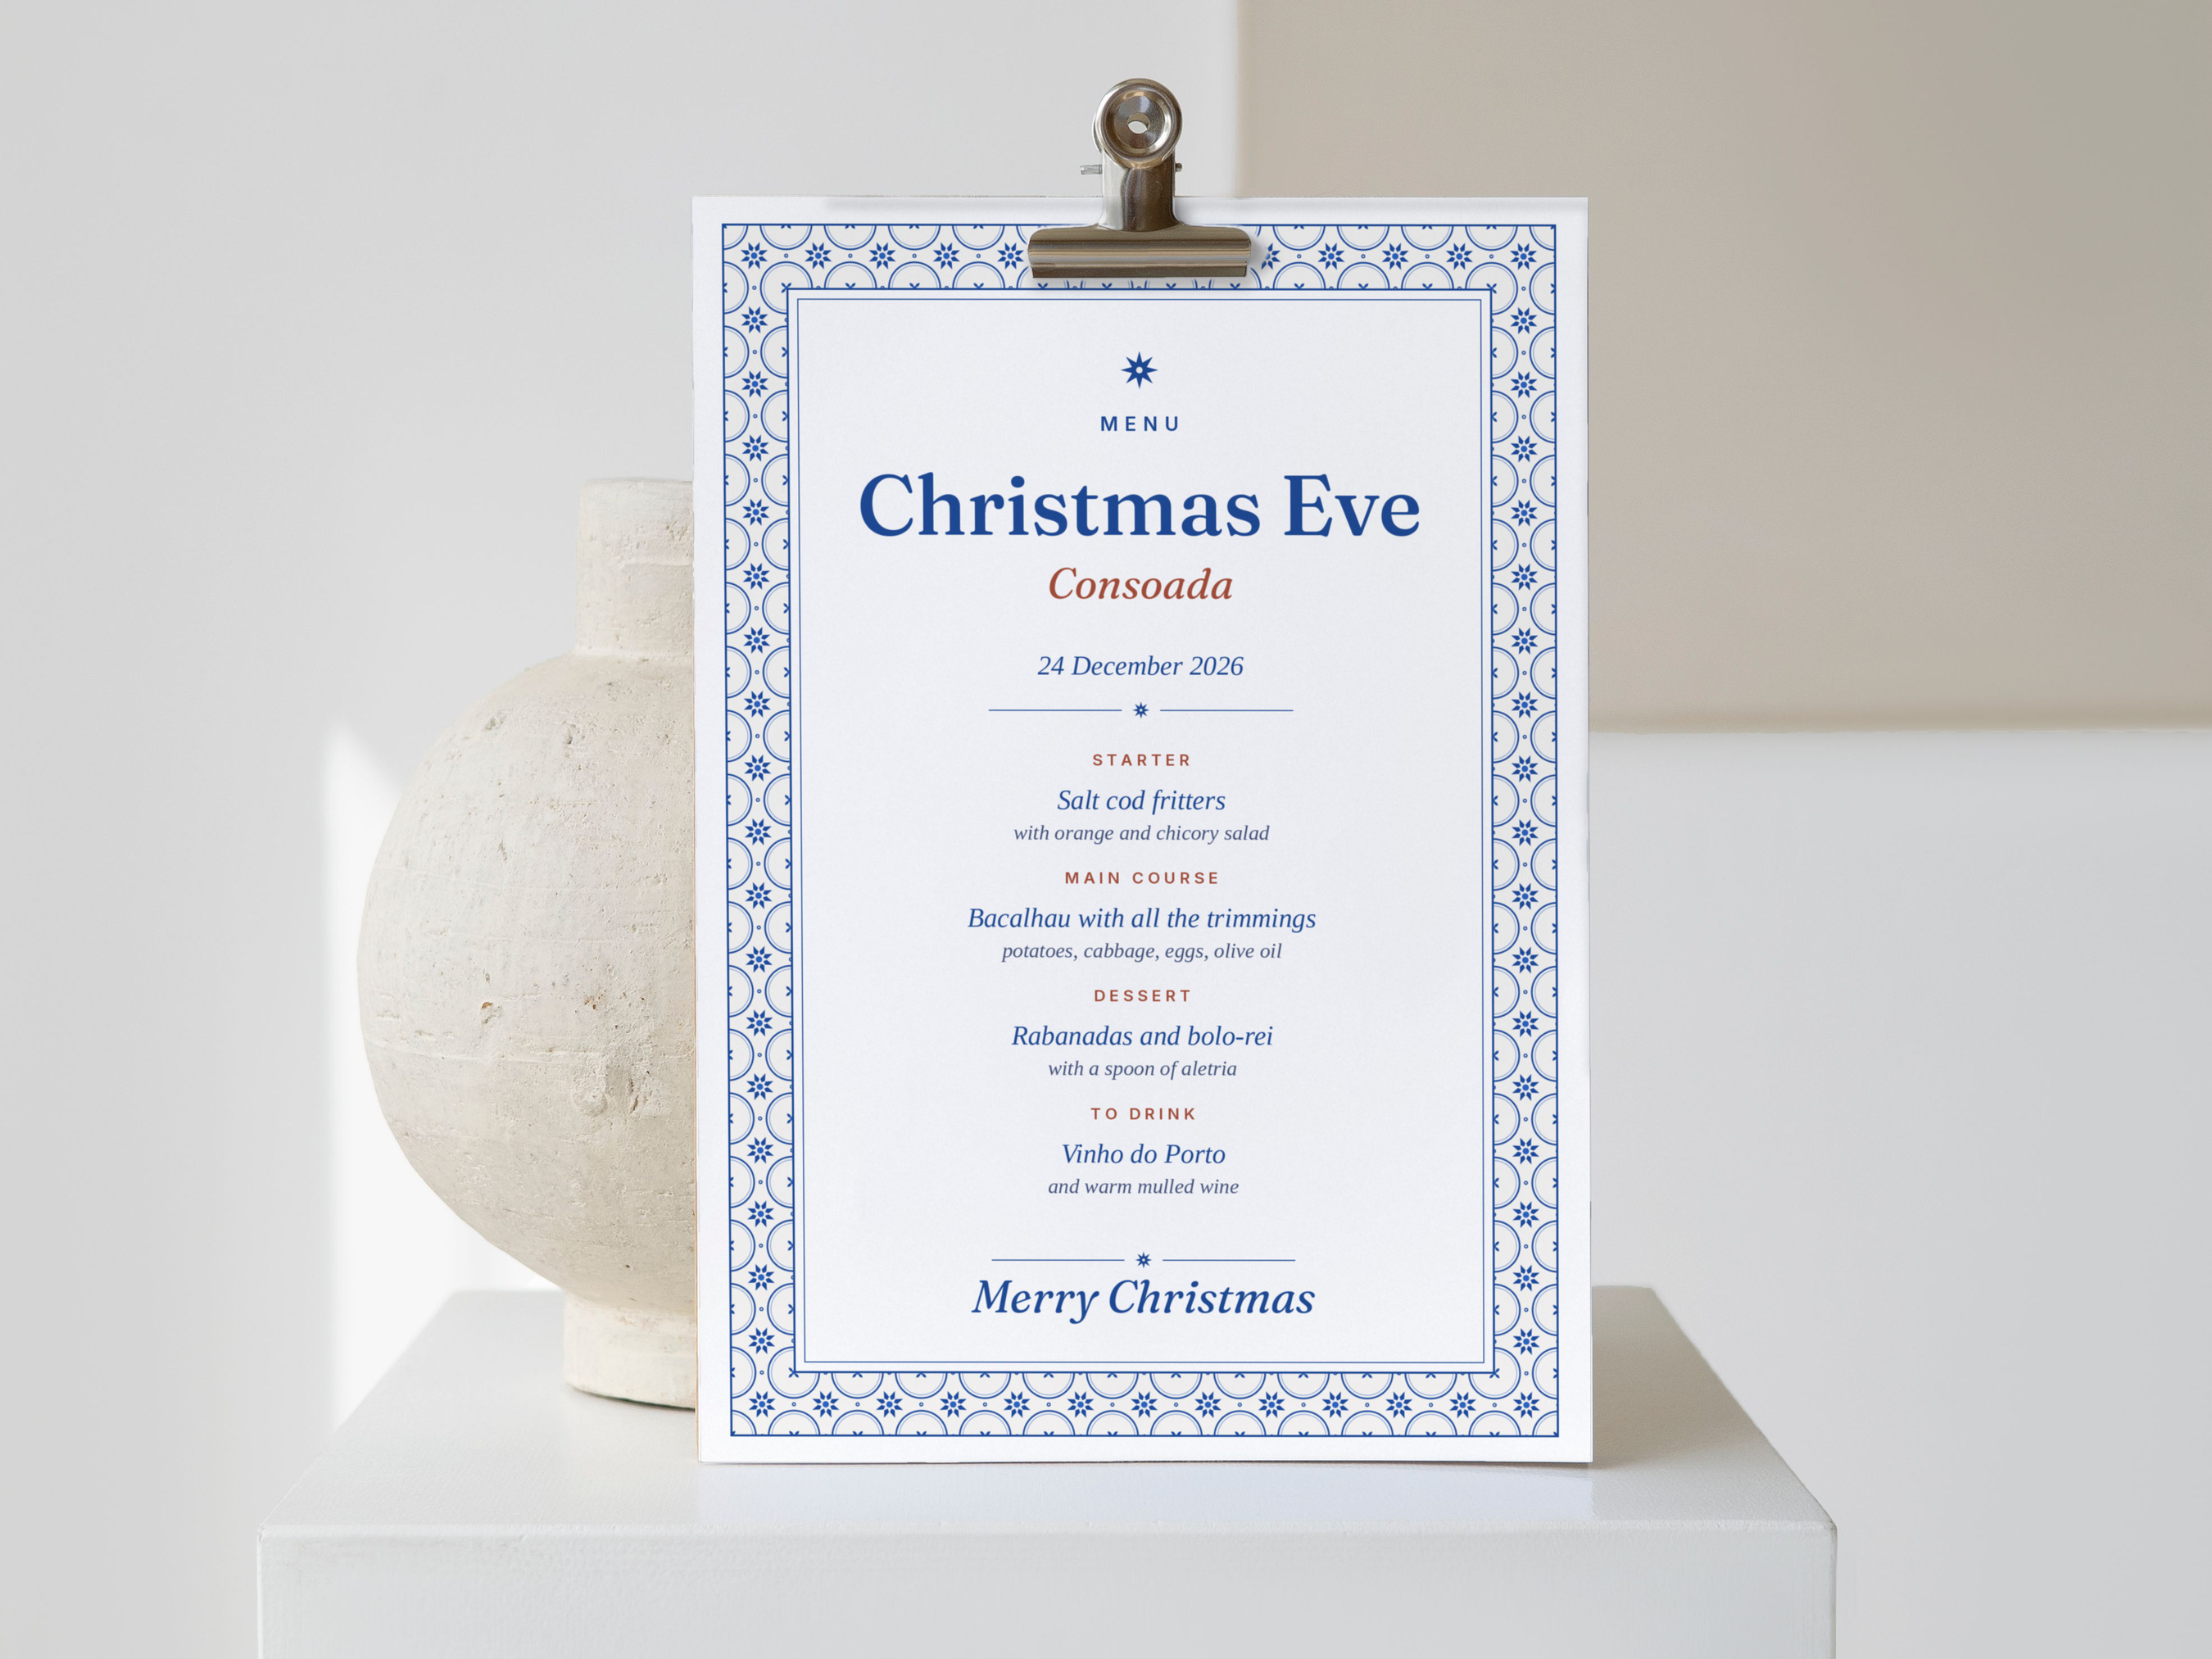 MENU
Christmas Eve
Consoada
24 December 2026
STARTER
Salt cod fritters
with orange and chicory salad
MAIN COURSE
Bacalhau with all the trimmings
potatoes, cabbage, eggs, olive oil
DESSERT
Rabanadas and bolo-rei
with a spoon of aletria
TO DRINK
Vinho do Porto
and warm mulled wine
Merry Christmas